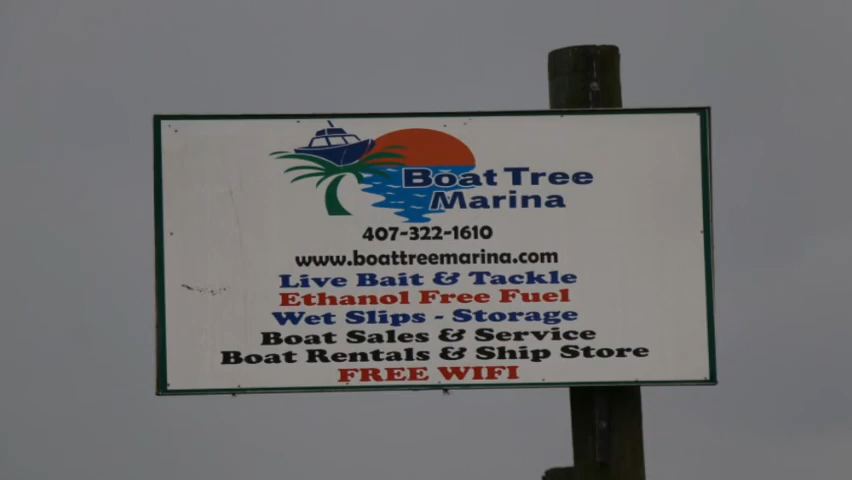 Boat Tree
Marina
407-322-1610
www.boattreemarina.com
Live Bait & Tackle
Ethanol Free Fuel
Wet Slips - Storage
Boat Sales & Service
Boat Rentals & Ship Store
FREE WIFI